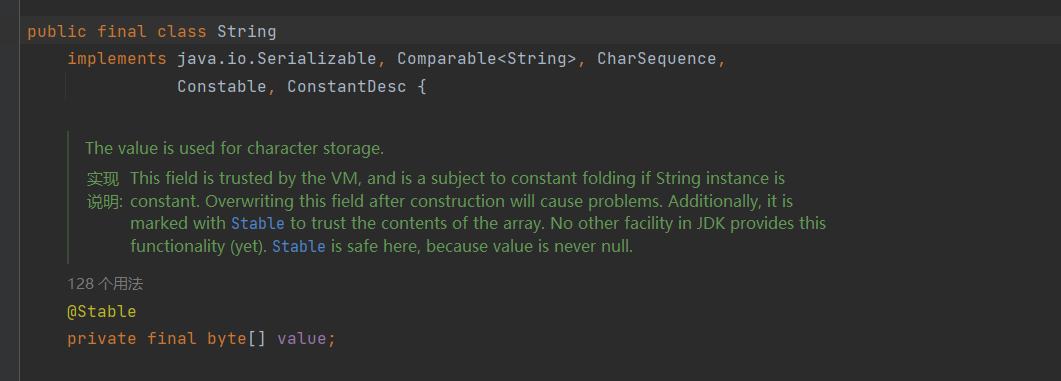 public final class String
implements java.io.Serializable, Comparable<String>, CharSequence,
Constable, ConstantDesc {
The value is used for character storage.
实现 This field is trusted by the VM, and is a subject to constant folding if String instance is
说明: constant. Overwriting this field after construction will cause problems. Additionally, it is
marked with Stable to trust the contents of the array. No other facility in JDK provides this
functionality (yet). Stable is safe here, because value is never null.
128 个用法
@Stable
private final byte[] value;